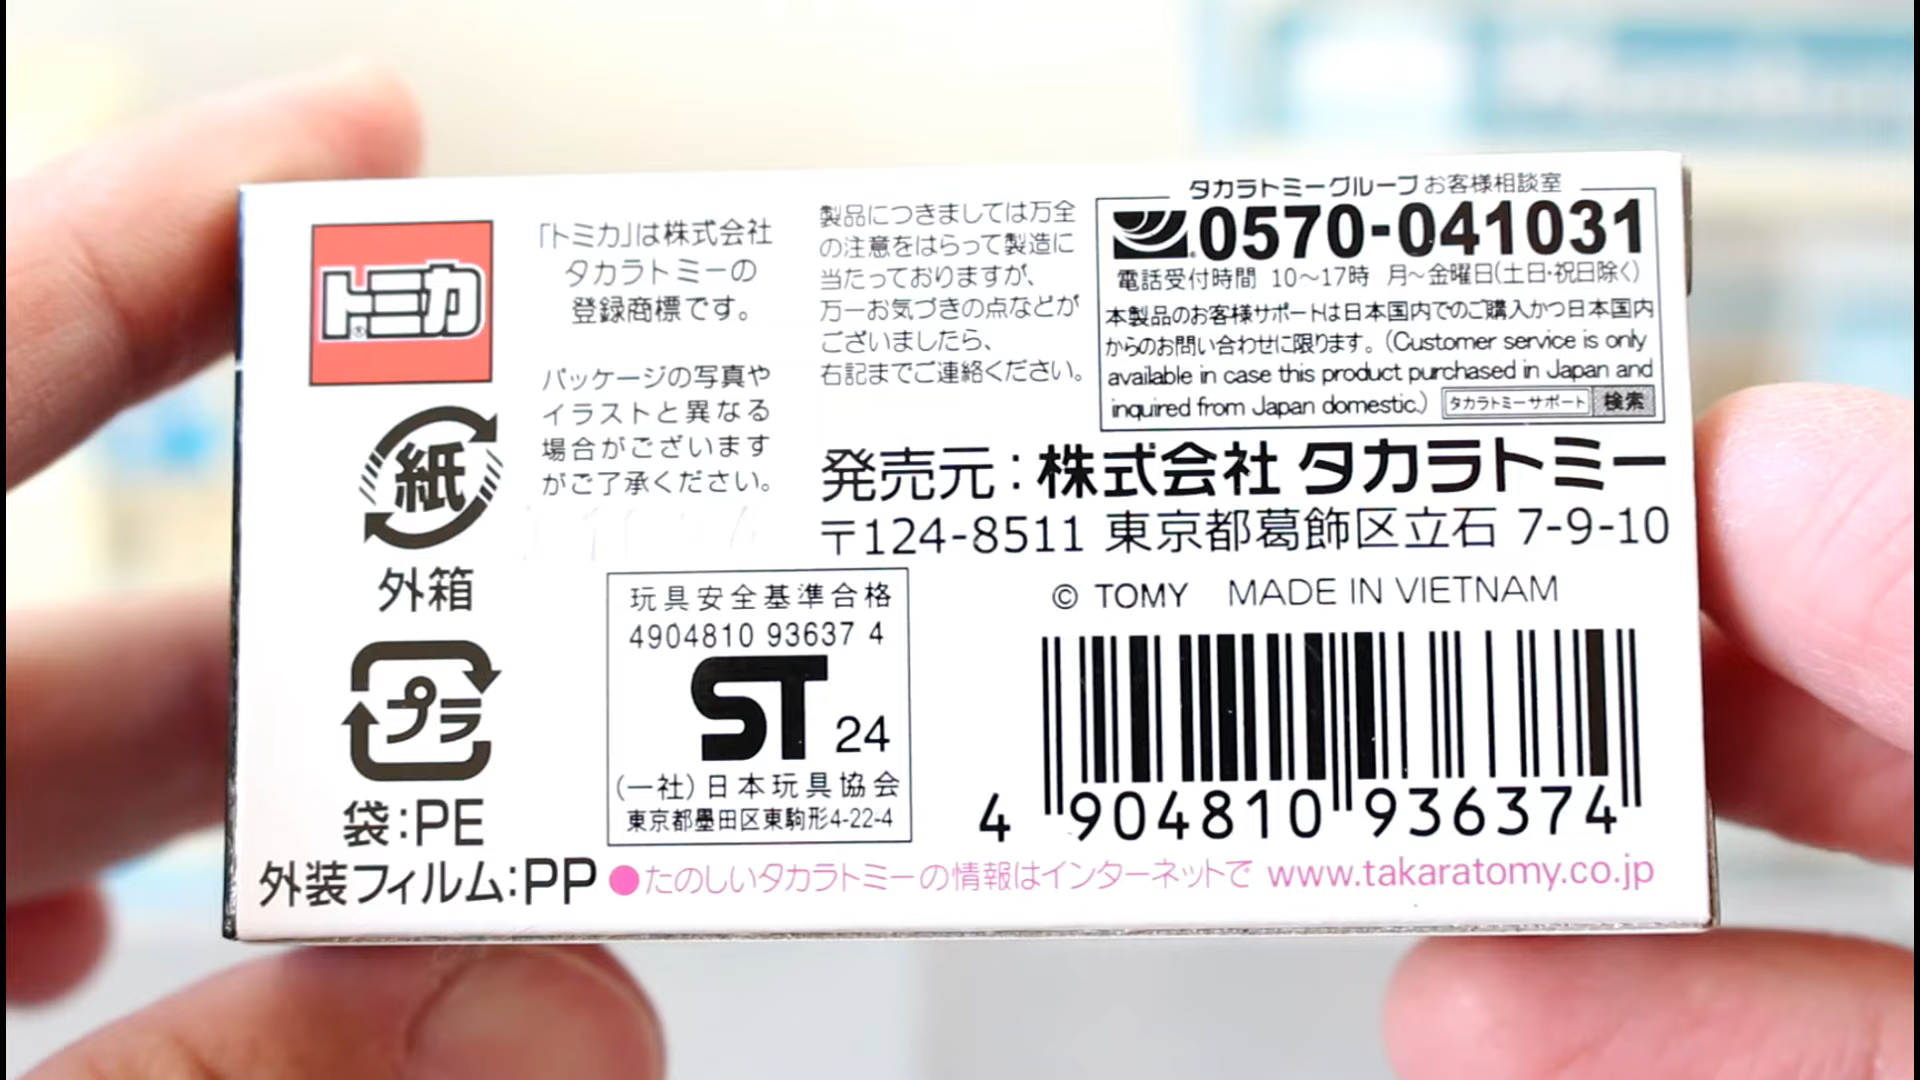 トミカ
®
「トミカ」は株式会社
タカラトミーの
登録商標です。
パッケージの写真や
イラストと異なる
場合がございます
がご了承ください。
製品につきましては万全
の注意をはらって製造に
当たっておりますが、
万一お気づきの点などが
ございましたら、
右記までご連絡ください。
タカラトミーグループ お客様相談室
0570-041031
電話受付時間 10〜17時 月〜金曜日(土日・祝日除く)
本製品のお客様サポートは日本国内でのご購入かつ日本国内
からのお問い合わせに限ります。(Customer service is only
available in case this product purchased in Japan and
inquired from Japan domestic.) タカラトミーサポート 検索
発売元:株式会社 タカラトミー
〒124-8511 東京都葛飾区立石 7-9-10
© TOMY MADE IN VIETNAM
紙
外箱
プラ
袋:PE
外装フィルム:PP
玩具安全基準合格
4904810 93637 4
ST 24
(一社)日本玩具協会
東京都墨田区東駒形4-22-4
4 904810 936374
●たのしいタカラトミーの情報はインターネットで www.takaratomy.co.jp